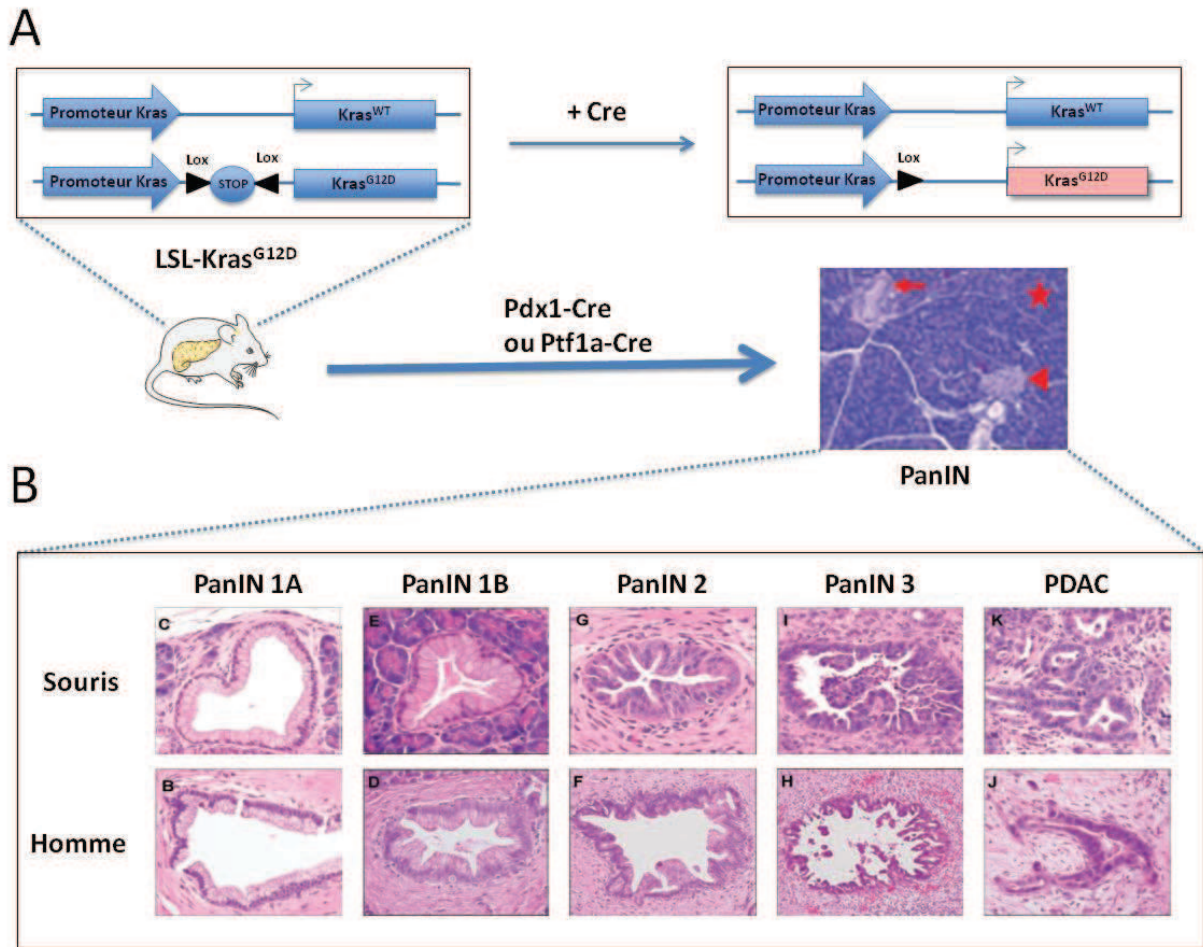 A
Promoteur Kras
Kras^WT
Lox
Lox
Promoteur Kras
STOP
Kras^G12D
+ Cre
Promoteur Kras
Kras^WT
Lox
Promoteur Kras
Kras^G12D
LSL-Kras^G12D
Pdx1-Cre
ou Ptf1a-Cre
PanIN
B
PanIN 1A
PanIN 1B
PanIN 2
PanIN 3
PDAC
Souris
C
E
G
I
K
Homme
B
D
F
H
J